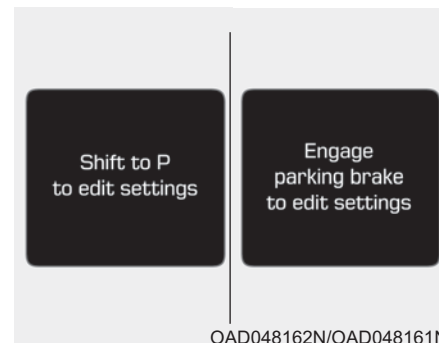 Shift to P
to edit settings
Engage
parking brake
to edit settings
OAD048162N/OAD048161N